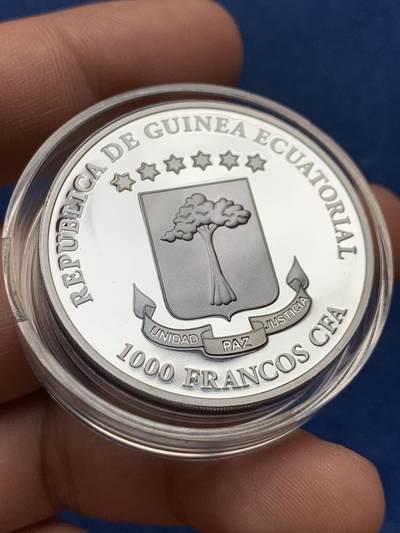 REPUBLICA DE GUINEA ECUATORIAL
UNIDAD PAZ JUSTICIA
1000 FRANCOS CFA